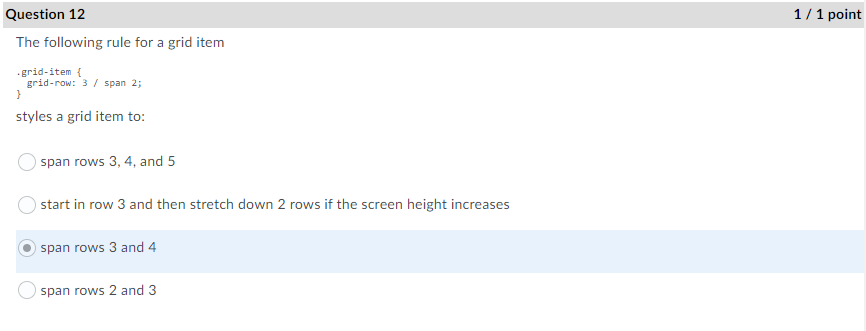 Question 12 1 / 1 point
The following rule for a grid item
.grid-item {
  grid-row: 3 / span 2;
}
styles a grid item to:
span rows 3, 4, and 5
start in row 3 and then stretch down 2 rows if the screen height increases
span rows 3 and 4
span rows 2 and 3